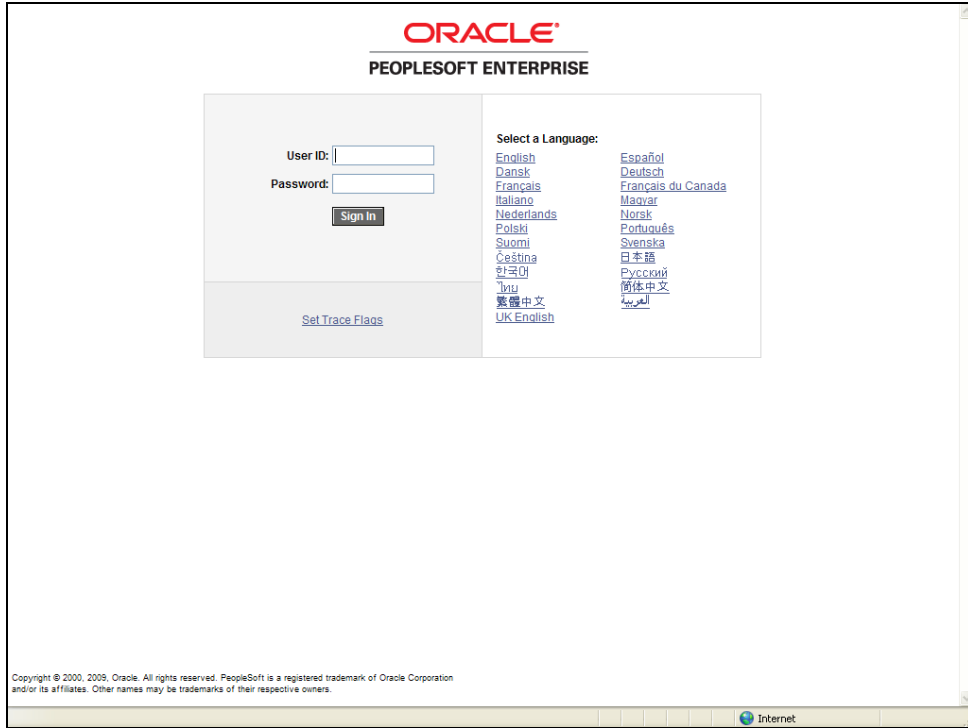 ORACLE®
PEOPLESOFT ENTERPRISE
User ID:
Password:
Sign In
Set Trace Flags
Select a Language:
English Español
Dansk Deutsch
Français Français du Canada
Italiano Magyar
Nederlands Norsk
Polski Português
Suomi Svenska
Čeština 日本語
한국어 Русский
ไทย 简体中文
繁體中文 العربية
UK English
Copyright © 2000, 2009, Oracle. All rights reserved. PeopleSoft is a registered trademark of Oracle Corporation
and/or its affiliates. Other names may be trademarks of their respective owners.
Internet